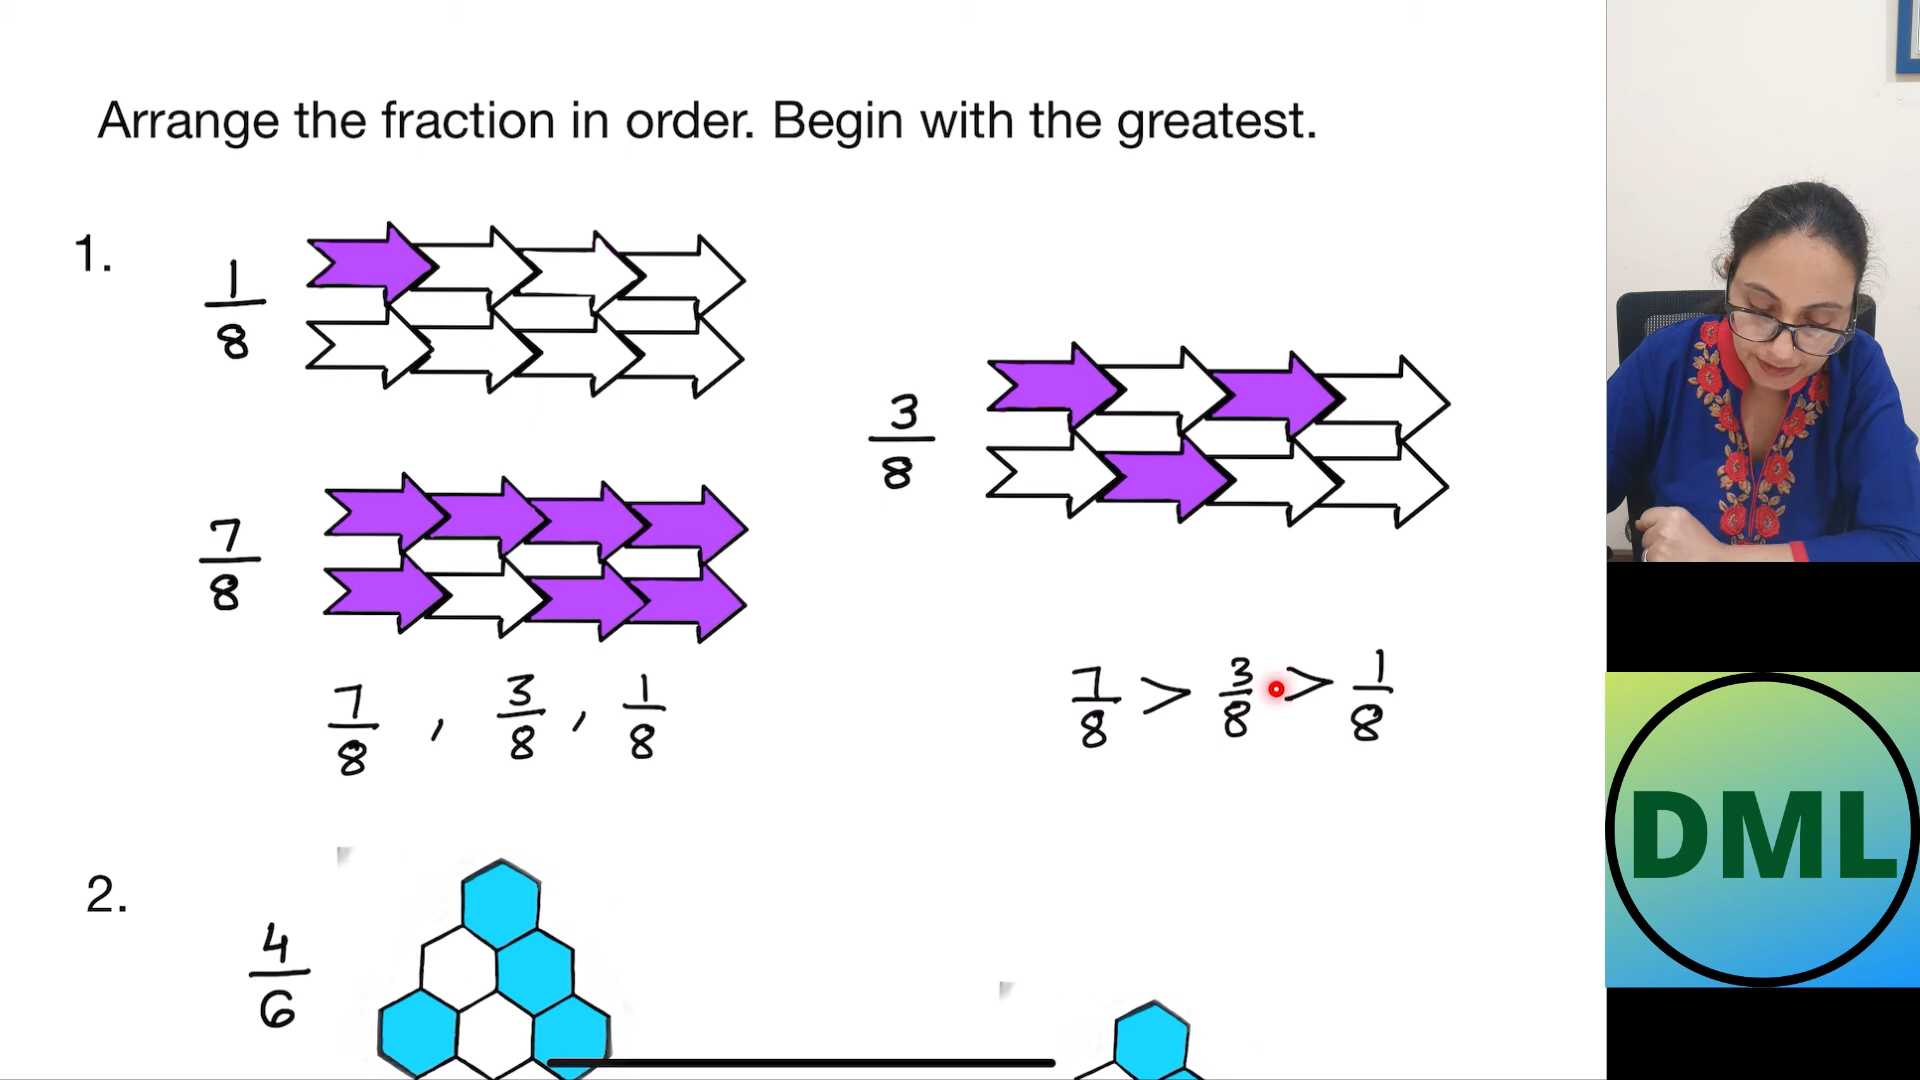 Arrange the fraction in order. Begin with the greatest.
1.
1/8
3/8
7/8
7/8 , 3/8 , 1/8
7/8 > 3/8 > 1/8
2.
4/6
DML